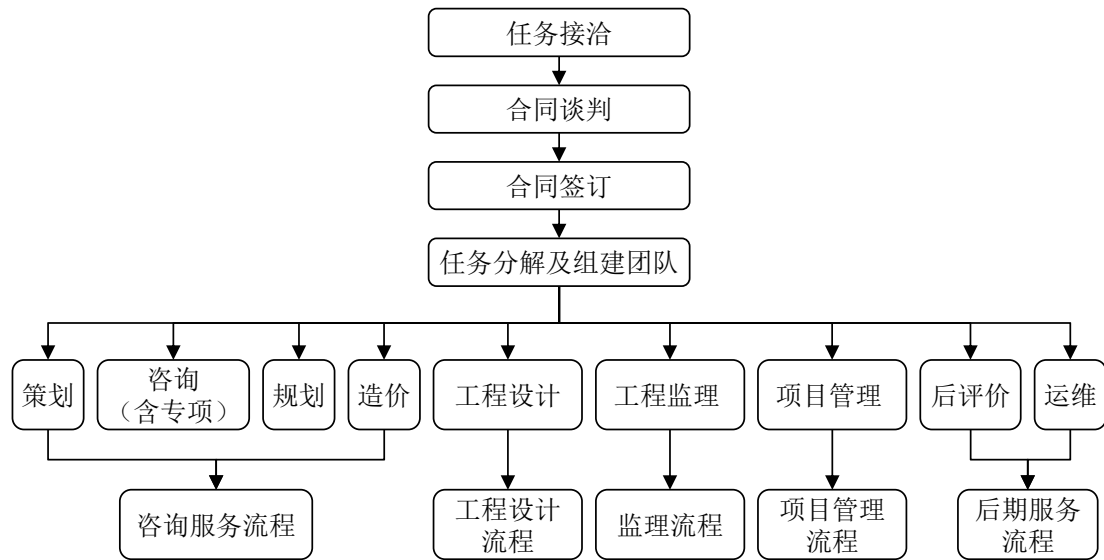 任务接洽
合同谈判
合同签订
任务分解及组建团队
策划
咨询
（含专项）
规划
造价
工程设计
工程监理
项目管理
后评价
运维
咨询服务流程
工程设计
流程
监理流程
项目管理
流程
后期服务
流程